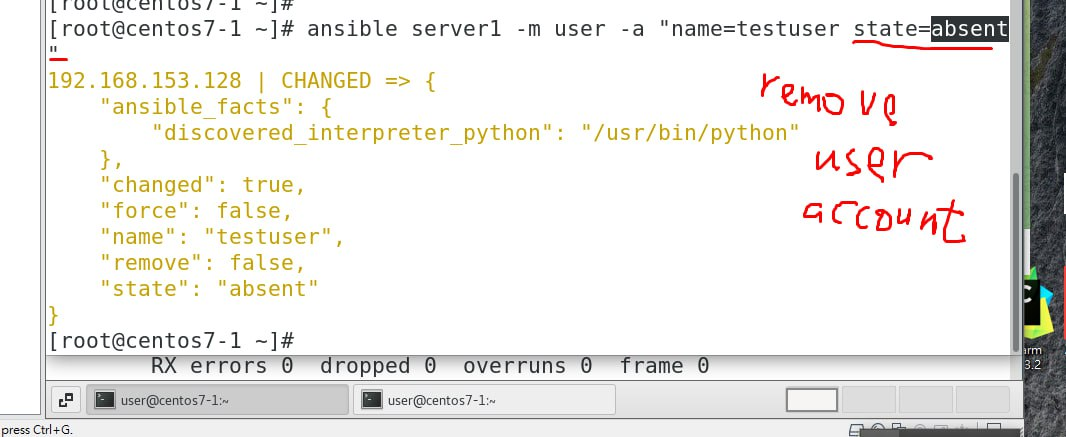 [root@centos7-1 ~]#
[root@centos7-1 ~]# ansible server1 -m user -a "name=testuser state=absent
"
192.168.153.128 | CHANGED => {
    "ansible_facts": {
        "discovered_interpreter_python": "/usr/bin/python"
    },
    "changed": true,
    "force": false,
    "name": "testuser",
    "remove": false,
    "state": "absent"
}
[root@centos7-1 ~]#
remove
user
account
RX errors 0  dropped 0  overruns 0  frame 0
arm
3.2
user@centos7-1:~
user@centos7-1:~
press Ctrl+G.